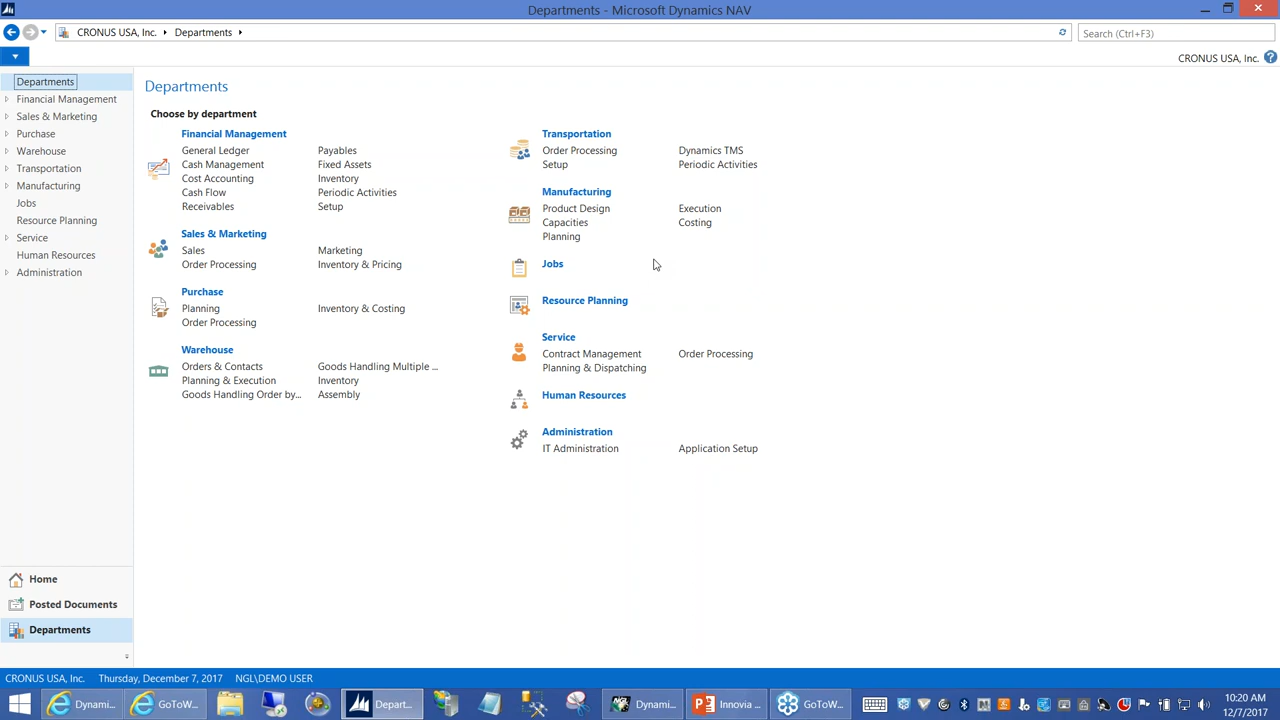 Departments - Microsoft Dynamics NAV
CRONUS USA, Inc. Departments
Search (Ctrl+F3)
CRONUS USA, Inc.
Departments
Financial Management
Sales & Marketing
Purchase
Warehouse
Transportation
Manufacturing
Jobs
Resource Planning
Service
Human Resources
Administration
Home
Posted Documents
Departments
Departments
Choose by department
Financial Management
General Ledger Payables
Cash Management Fixed Assets
Cost Accounting Inventory
Cash Flow Periodic Activities
Receivables Setup
Sales & Marketing
Sales Marketing
Order Processing Inventory & Pricing
Purchase
Planning Inventory & Costing
Order Processing
Warehouse
Orders & Contacts Goods Handling Multiple ...
Planning & Execution Inventory
Goods Handling Order by... Assembly
Transportation
Order Processing Dynamics TMS
Setup Periodic Activities
Manufacturing
Product Design Execution
Capacities Costing
Planning
Jobs
Resource Planning
Service
Contract Management Order Processing
Planning & Dispatching
Human Resources
Administration
IT Administration Application Setup
CRONUS USA, Inc. Thursday, December 7, 2017 NGL\DEMO USER
Dynami... GoToW... Depart... Dynami... Innovia ... GoToW...
10:20 AM
12/7/2017